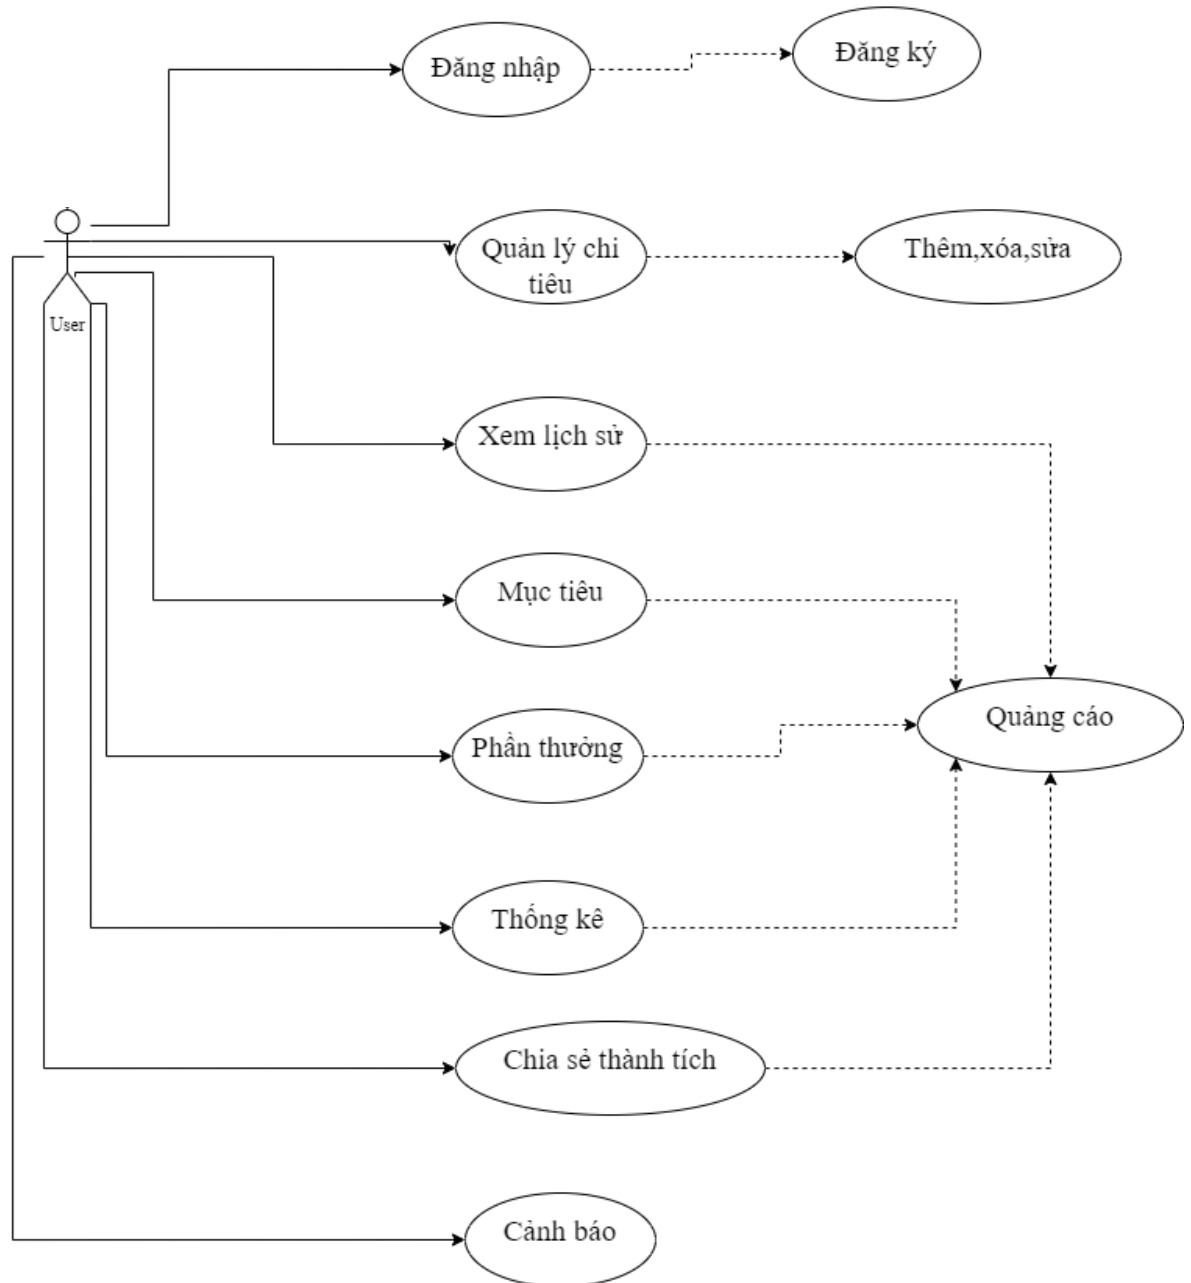 Đăng nhập
Đăng ký
User
Quản lý chi
tiêu
Thêm,xóa,sửa
Xem lịch sử
Mục tiêu
Phần thưởng
Quảng cáo
Thống kê
Chia sẻ thành tích
Cảnh báo